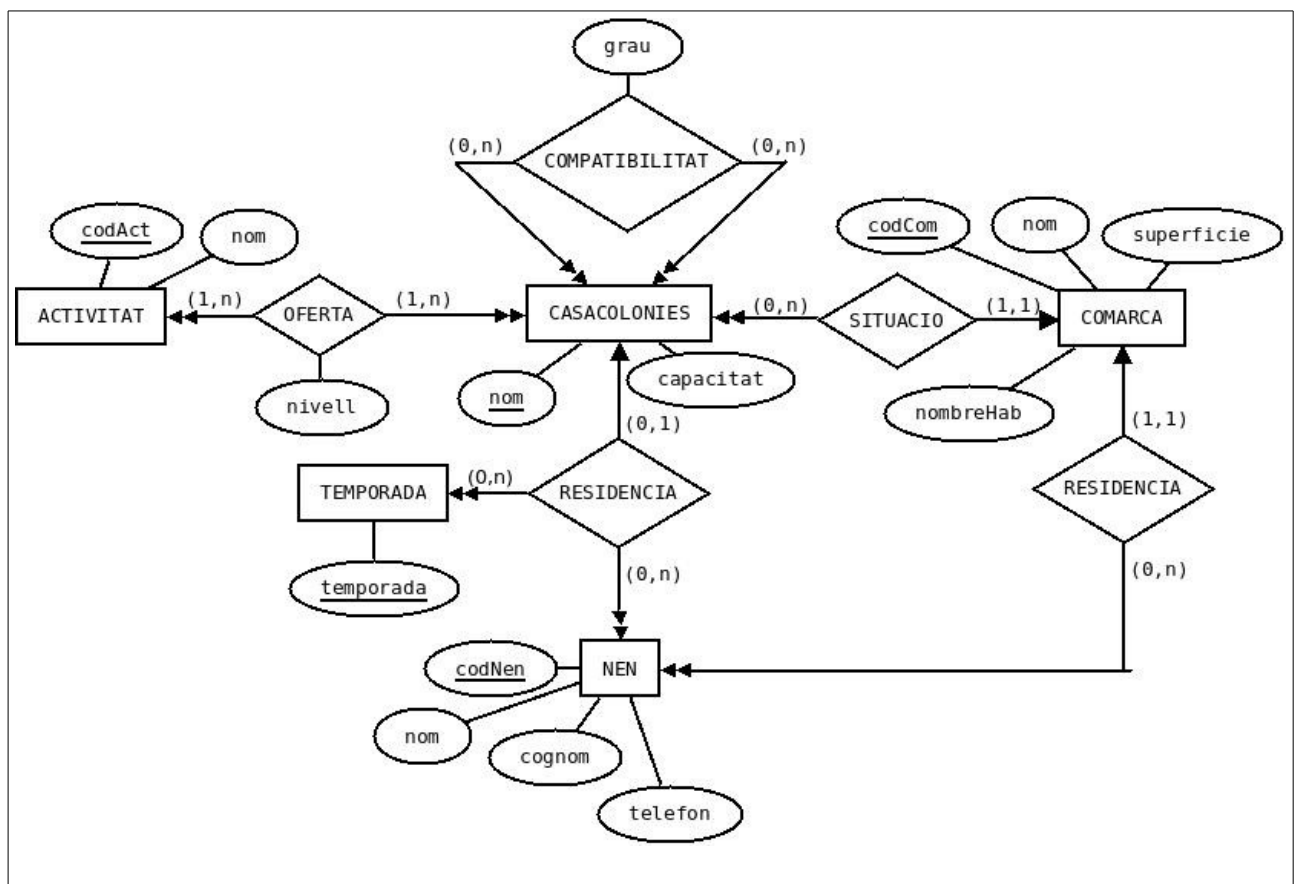 grau
(0,n)
(0,n)
COMPATIBILITAT
codAct
nom
codCom
nom
superficie
(1,n)
(1,n)
(0,n)
(1,1)
ACTIVITAT
OFERTA
CASACOLONIES
SITUACIO
COMARCA
nivell
nom
capacitat
nombreHab
(0,1)
(1,1)
TEMPORADA
(0,n)
RESIDENCIA
RESIDENCIA
temporada
(0,n)
(0,n)
codNen
NEN
nom
cognom
telefon